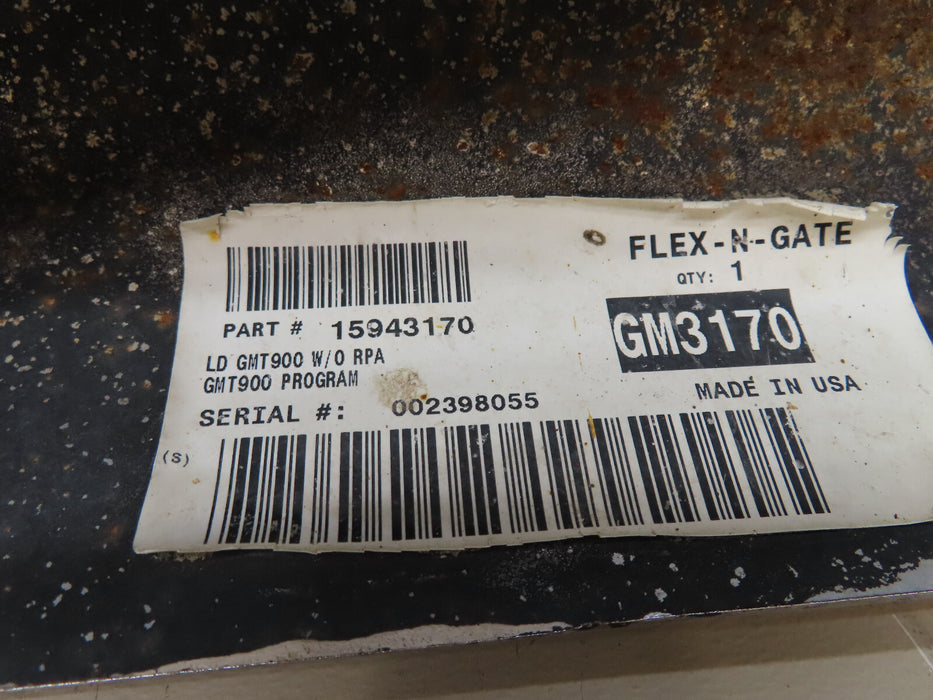 FLEX-N-GATE
QTY: 1
PART # 15943170
GM3170
LD GMT900 W/O RPA
GMT900 PROGRAM
MADE IN USA
SERIAL #: 002398055
(S)